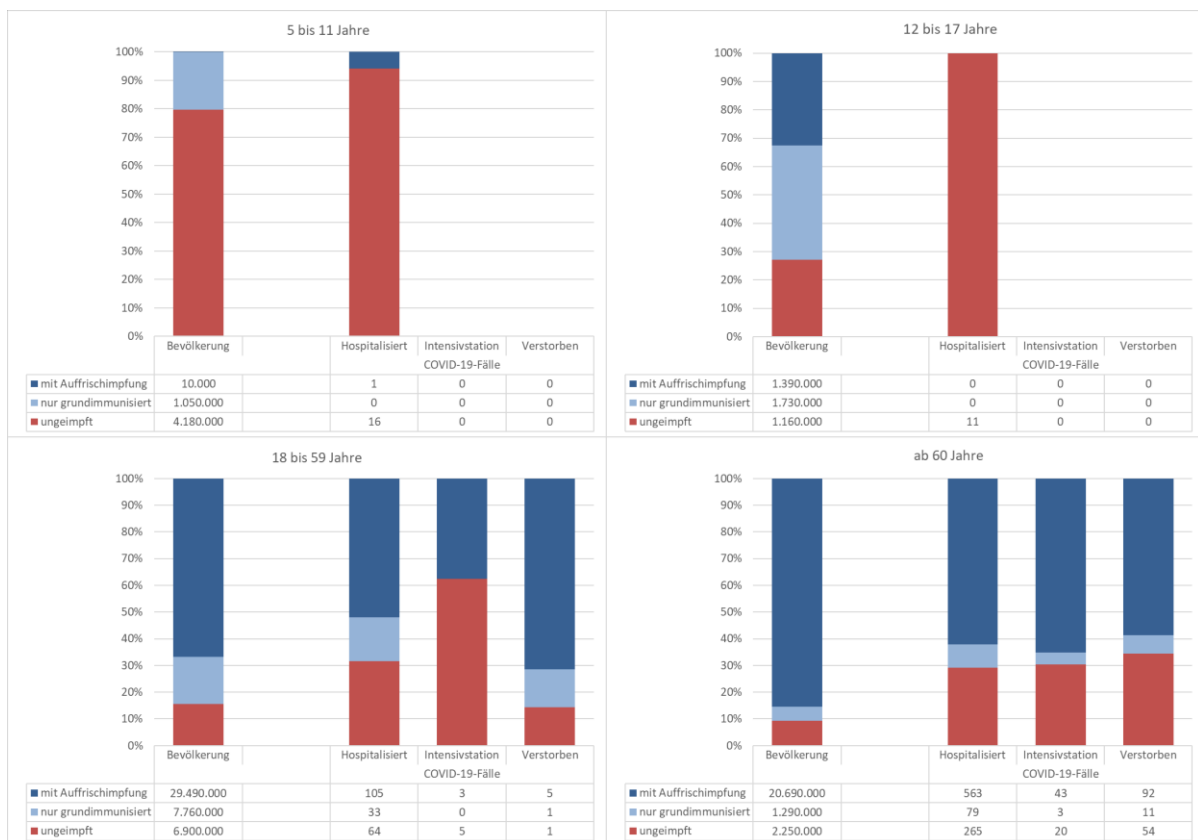 5 bis 11 Jahre
100%
90%
80%
70%
60%
50%
40%
30%
20%
10%
0%
Bevölkerung Hospitalisiert Intensivstation Verstorben
COVID-19-Fälle
mit Auffrischimpfung 10.000 1 0 0
nur grundimmunisiert 1.050.000 0 0 0
ungeimpft 4.180.000 16 0 0
12 bis 17 Jahre
100%
90%
80%
70%
60%
50%
40%
30%
20%
10%
0%
Bevölkerung Hospitalisiert Intensivstation Verstorben
COVID-19-Fälle
mit Auffrischimpfung 1.390.000 0 0 0
nur grundimmunisiert 1.730.000 0 0 0
ungeimpft 1.160.000 11 0 0
18 bis 59 Jahre
100%
90%
80%
70%
60%
50%
40%
30%
20%
10%
0%
Bevölkerung Hospitalisiert Intensivstation Verstorben
COVID-19-Fälle
mit Auffrischimpfung 29.490.000 105 3 5
nur grundimmunisiert 7.760.000 33 0 1
ungeimpft 6.900.000 64 5 1
ab 60 Jahre
100%
90%
80%
70%
60%
50%
40%
30%
20%
10%
0%
Bevölkerung Hospitalisiert Intensivstation Verstorben
COVID-19-Fälle
mit Auffrischimpfung 20.690.000 563 43 92
nur grundimmunisiert 1.290.000 79 3 11
ungeimpft 2.250.000 265 20 54